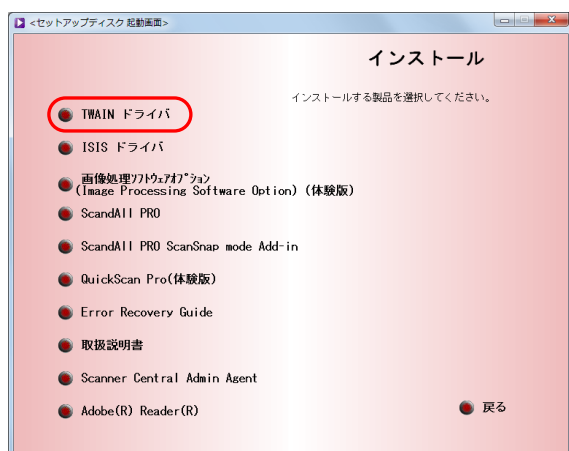 <セットアップディスク 起動画面>
インストール
インストールする製品を選択してください。
TWAIN ドライバ
ISIS ドライバ
画像処理ソフトウェアオプション
(Image Processing Software Option) (体験版)
ScandAll PRO
ScandAll PRO ScanSnap mode Add-in
QuickScan Pro(体験版)
Error Recovery Guide
取扱説明書
Scanner Central Admin Agent
Adobe(R) Reader(R)
戻る